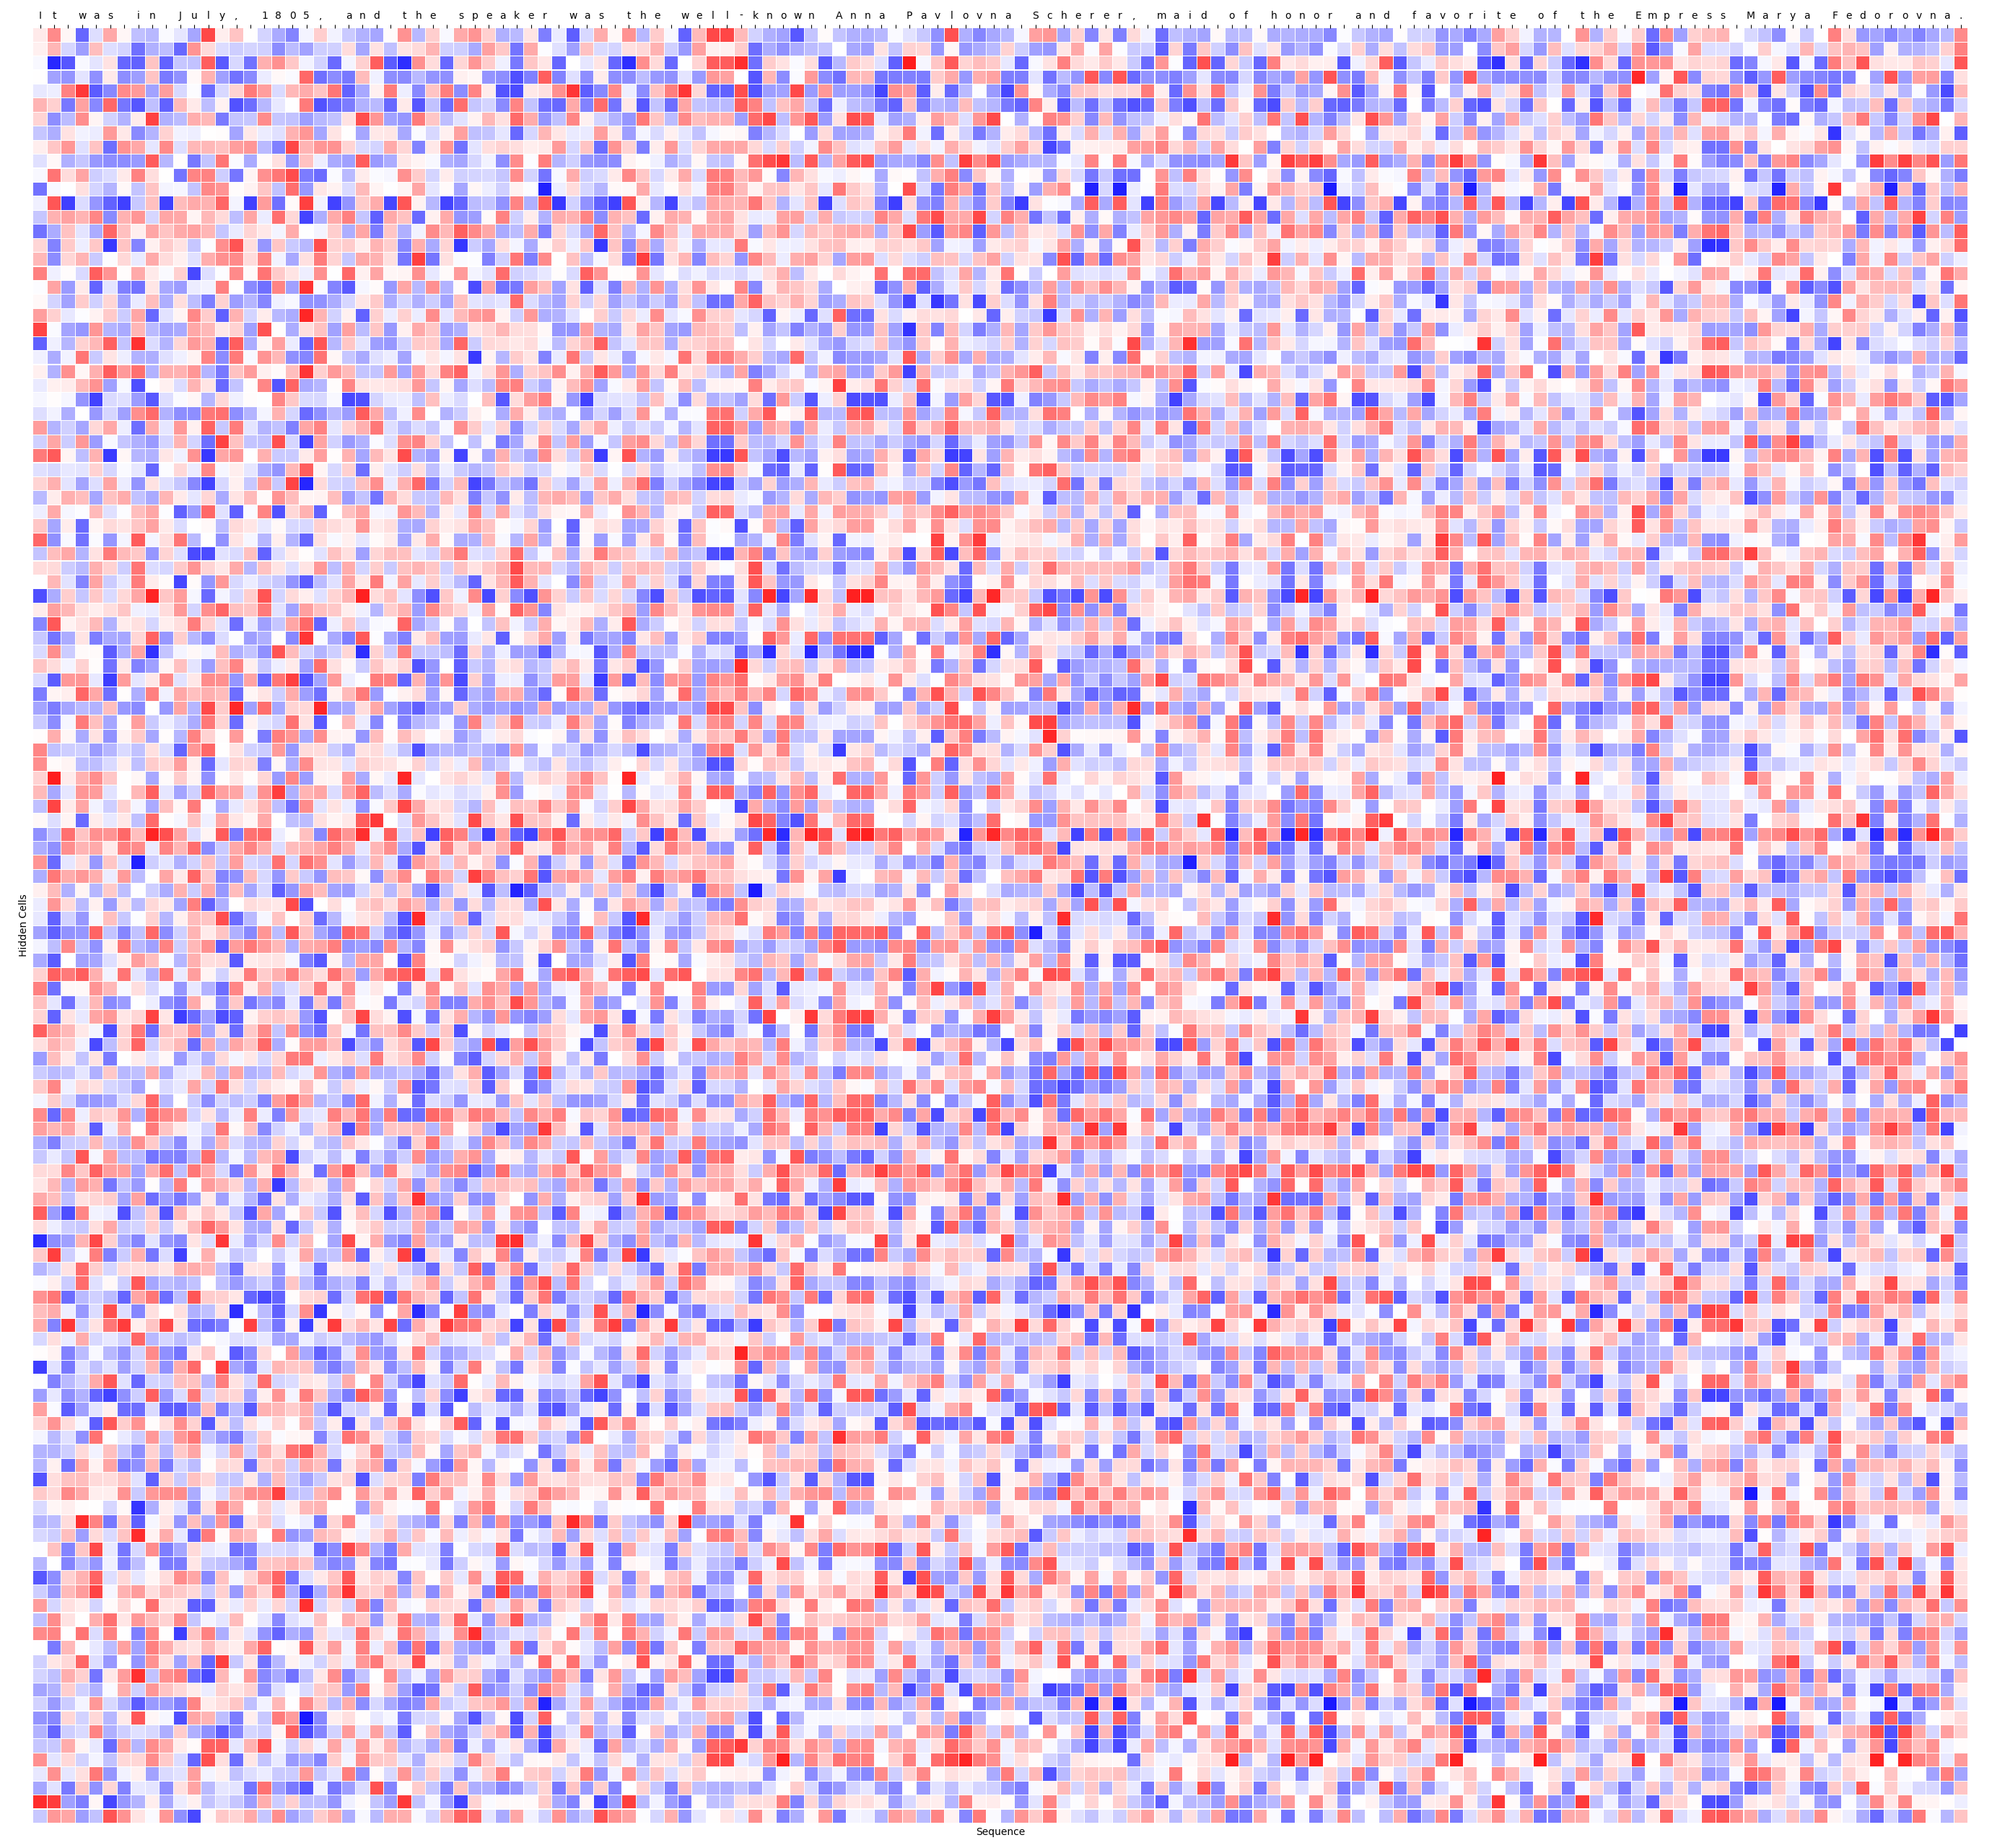 It was in July, 1805, and the speaker was the well-known Anna Pavlovna Scherer, maid of honor and favorite of the Empress Marya Fedorovna.
Hidden Cells
Sequence